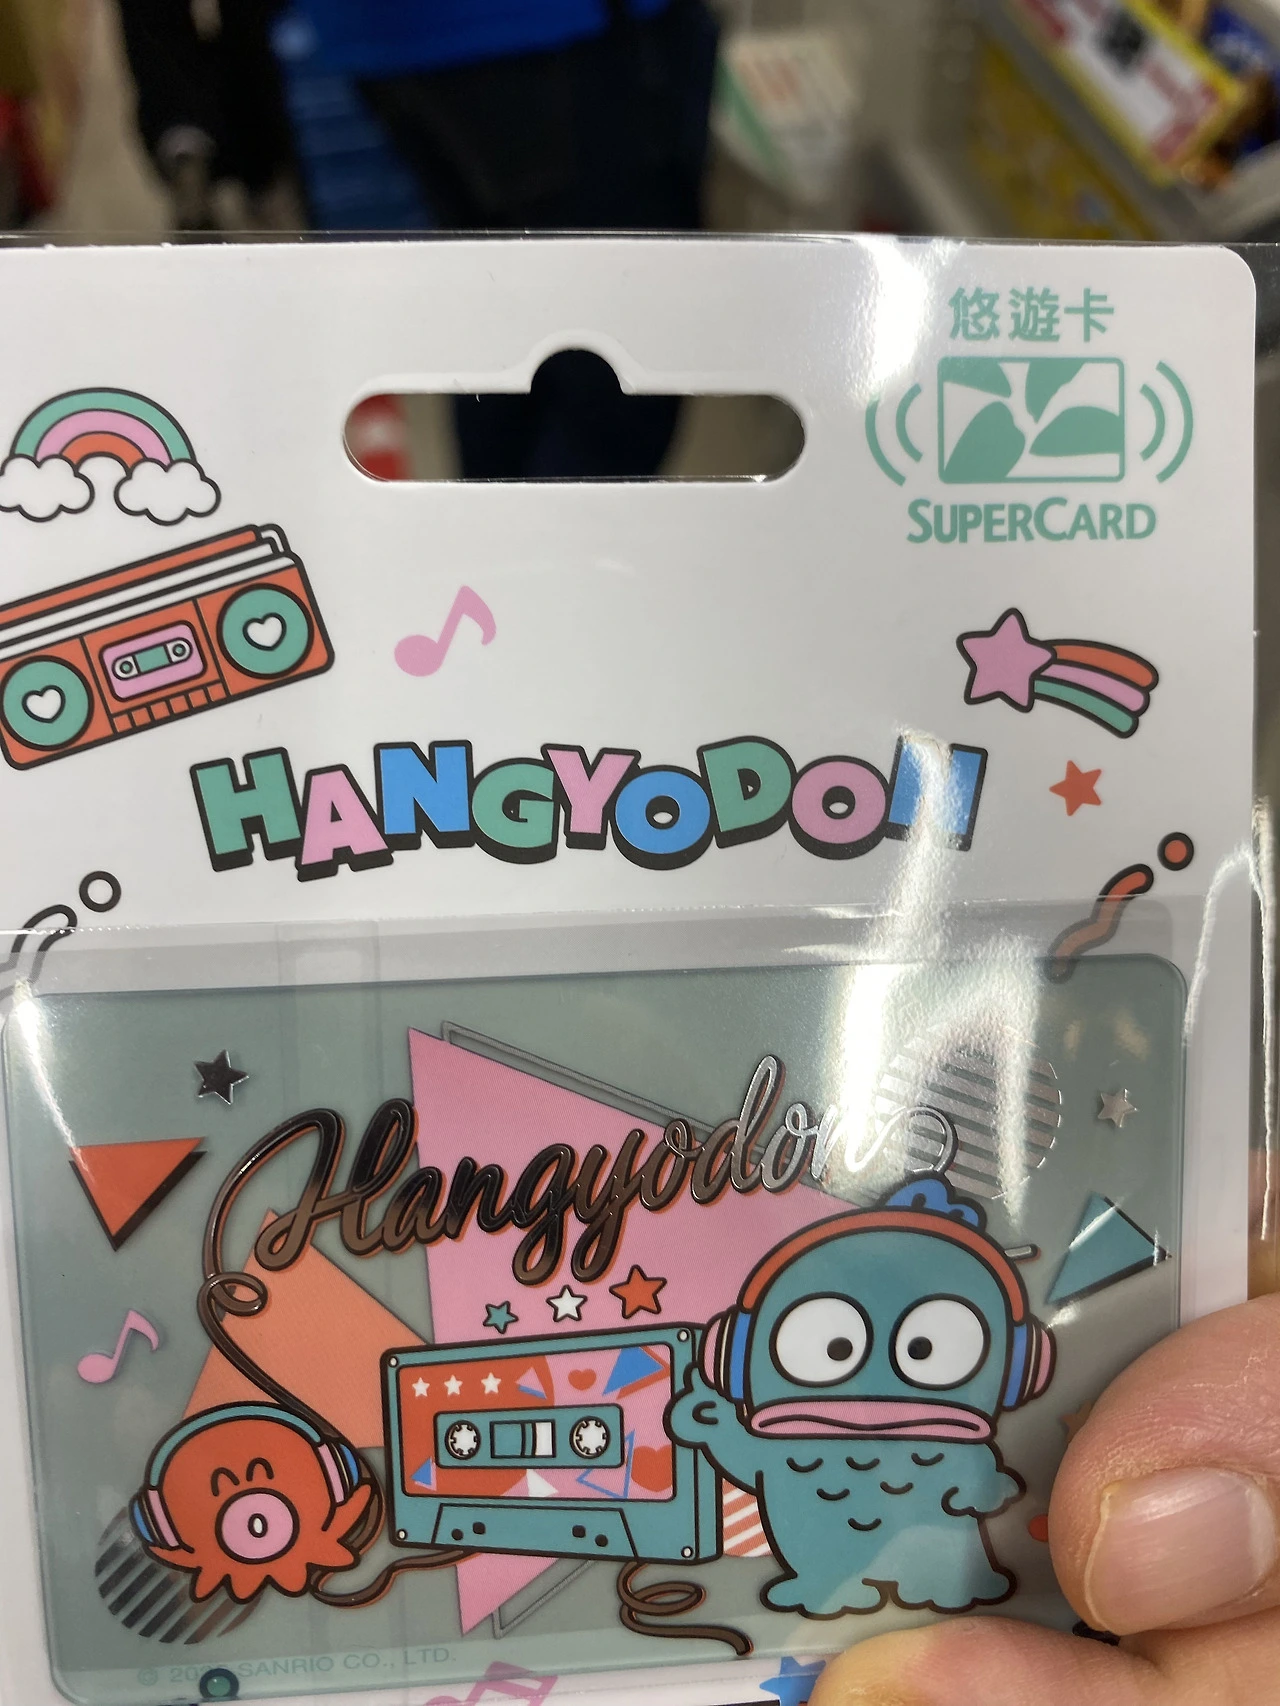 悠遊卡
SUPERCARD
HANGYODON
Hangyodon
SANRIO CO., LTD.